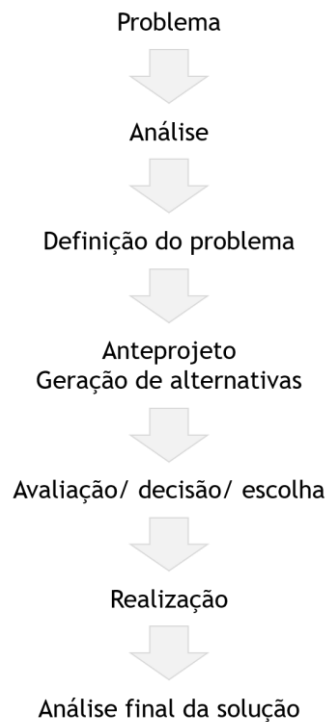 Problema
Análise
Definição do problema
Anteprojeto
Geração de alternativas
Avaliação/ decisão/ escolha
Realização
Análise final da solução